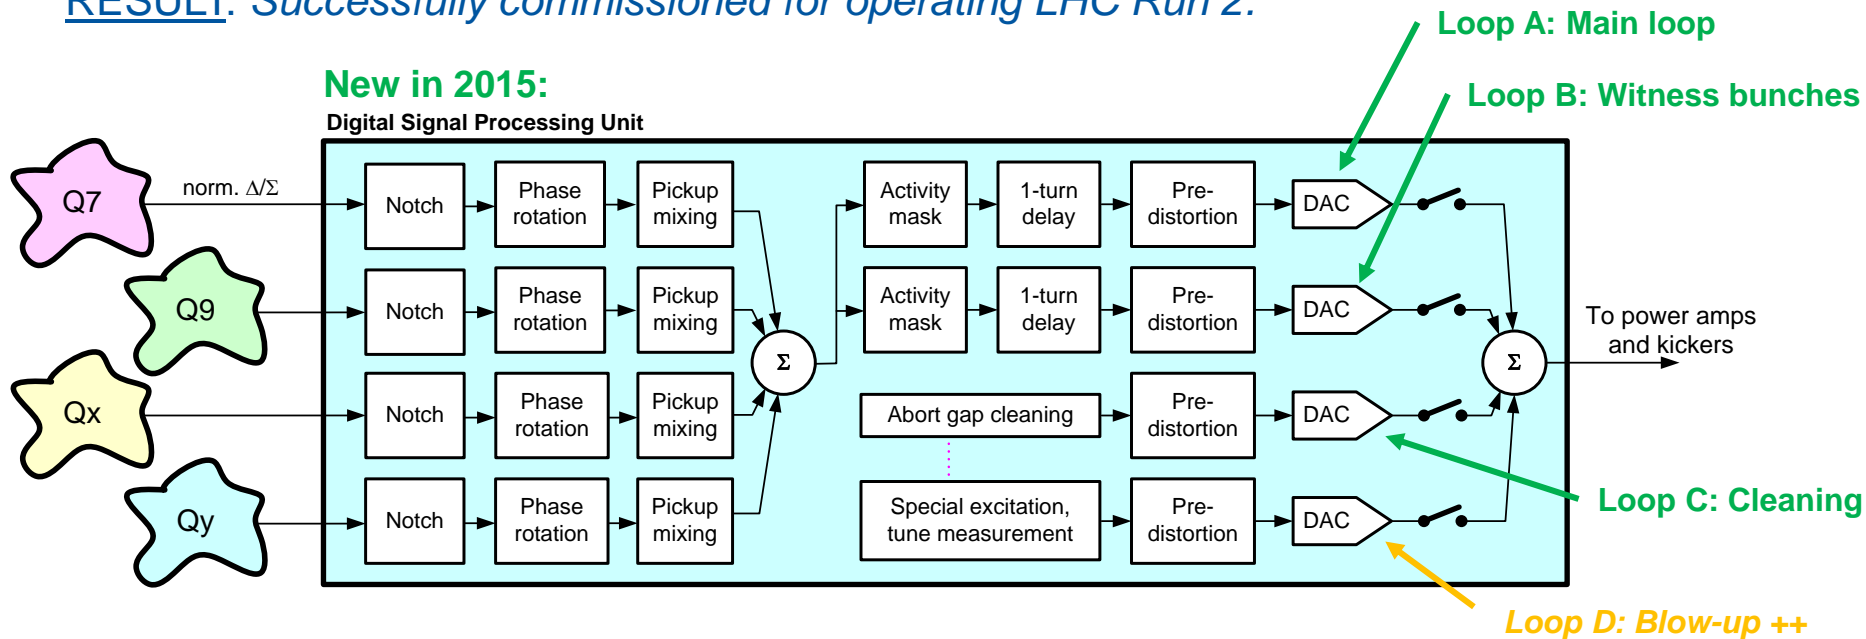 RESULT: Successfully commissioned for operating LHC Run 2.
Loop A: Main loop
New in 2015:
Loop B: Witness bunches
Digital Signal Processing Unit
Q7
norm. Δ/Σ
Notch
Phase
rotation
Pickup
mixing
Activity
mask
1-turn
delay
Pre-
distortion
DAC
Q9
Notch
Phase
rotation
Pickup
mixing
Activity
mask
1-turn
delay
Pre-
distortion
DAC
To power amps
and kickers
Σ
Σ
Qx
Notch
Phase
rotation
Pickup
mixing
Abort gap cleaning
Pre-
distortion
DAC
Loop C: Cleaning
Qy
Notch
Phase
rotation
Pickup
mixing
Special excitation,
tune measurement
Pre-
distortion
DAC
Loop D: Blow-up ++